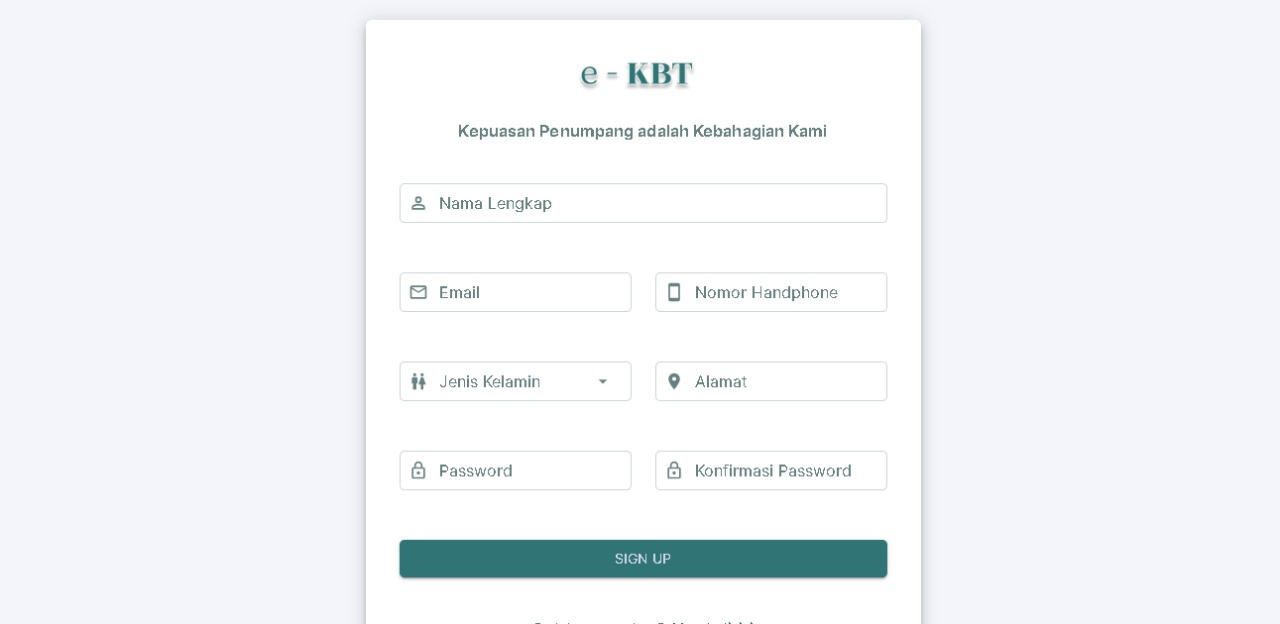 e - KBT
Kepuasan Penumpang adalah Kebahagian Kami
Nama Lengkap
Email
Nomor Handphone
Jenis Kelamin
Alamat
Password
Konfirmasi Password
SIGN UP